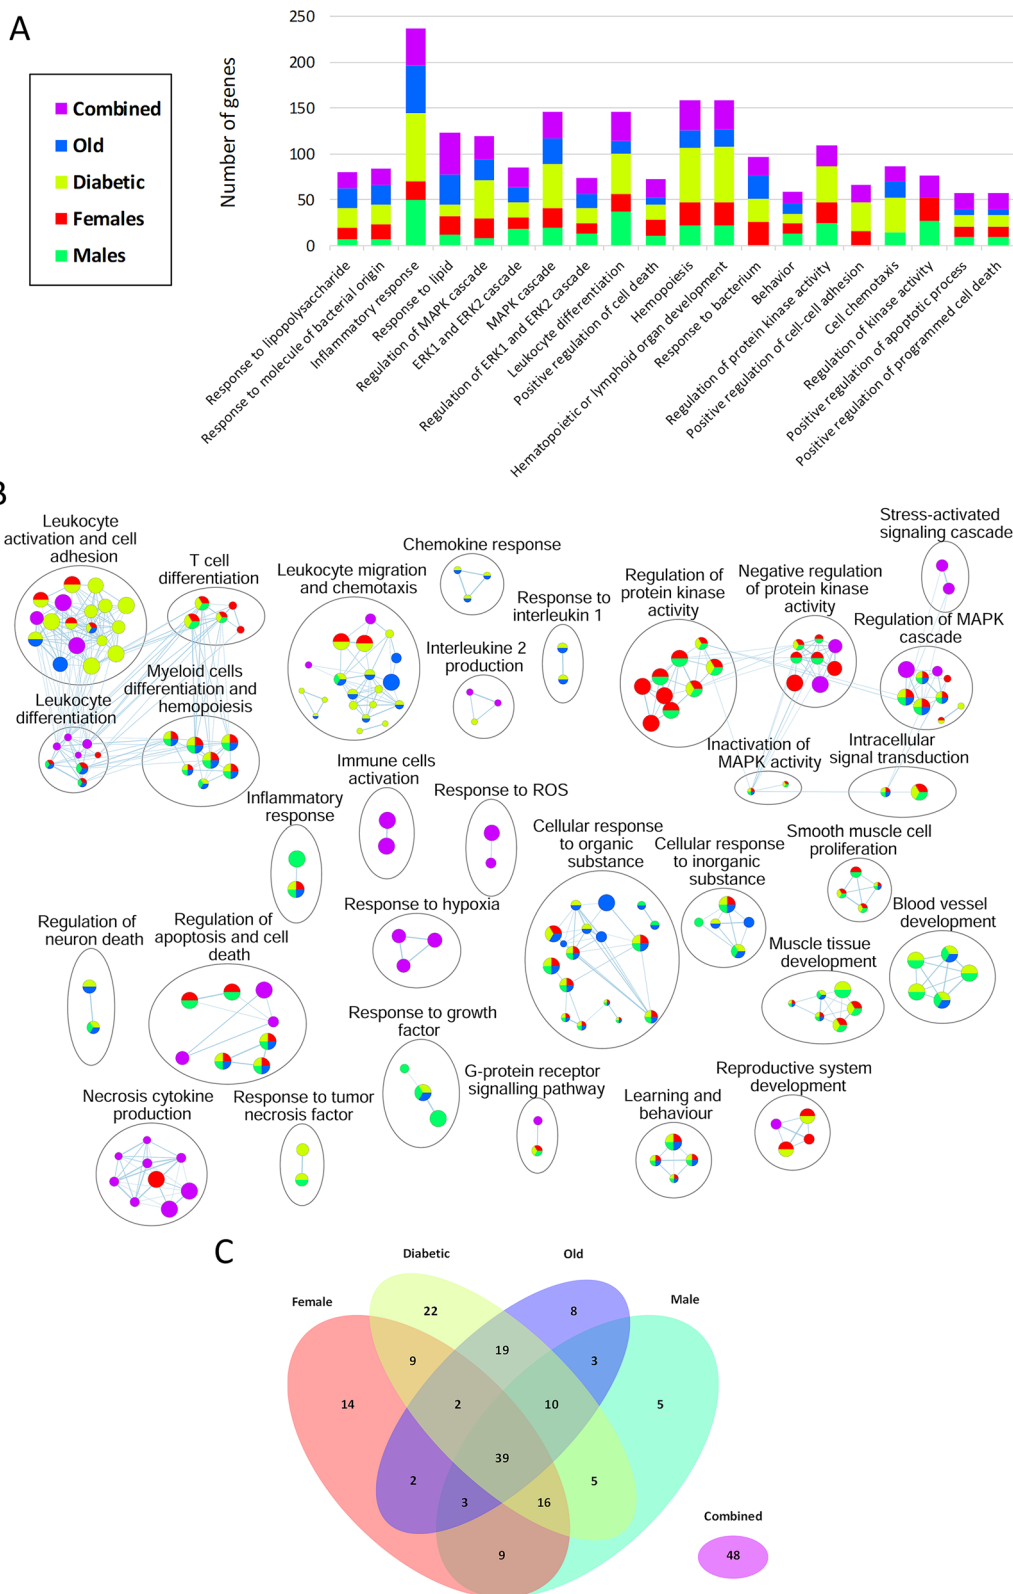 A
250
200
150
100
50
0
Number of genes
Combined
Old
Diabetic
Females
Males
Response to lipopolysaccharide
Response to molecule of bacterial origin
Inflammatory response
Response to lipid
Regulation of MAPK cascade
ERK1 and ERK2 cascade
MAPK cascade
Regulation of ERK1 and ERK2 cascade
Leukocyte differentiation
Positive regulation of cell death
Hemopoiesis
Hematopoietic or lymphoid organ development
Response to bacterium
Behavior
Regulation of protein kinase activity
Positive regulation of cell-cell adhesion
Cell chemotaxis
Regulation of kinase activity
Positive regulation of apoptotic process
Positive regulation of programmed cell death
B
Leukocyte
activation and cell
adhesion
T cell
differentiation
Leukocyte migration
and chemotaxis
Chemokine response
Response to
interleukin 1
Interleukine 2
production
Regulation of
protein kinase
activity
Negative regulation
of protein kinase
activity
Stress-activated
signaling cascade
Regulation of MAPK
cascade
Leukocyte
differentiation
Myeloid cells
differentiation and
hemopoiesis
Inactivation of
MAPK activity
Intracellular
signal transduction
Inflammatory
response
Immune cells
activation
Response to ROS
Cellular response
to organic
substance
Cellular response
to inorganic
substance
Smooth muscle cell
proliferation
Blood vessel
development
Regulation of
neuron death
Regulation of
apoptosis and cell
death
Response to hypoxia
Muscle tissue
development
Response to growth
factor
Necrosis cytokine
production
Response to tumor
necrosis factor
G-protein receptor
signalling pathway
Learning and
behaviour
Reproductive system
development
C
Diabetic
Old
Female
Male
22
8
9
19
3
14
2
10
5
39
2
5
3
16
9
Combined
48